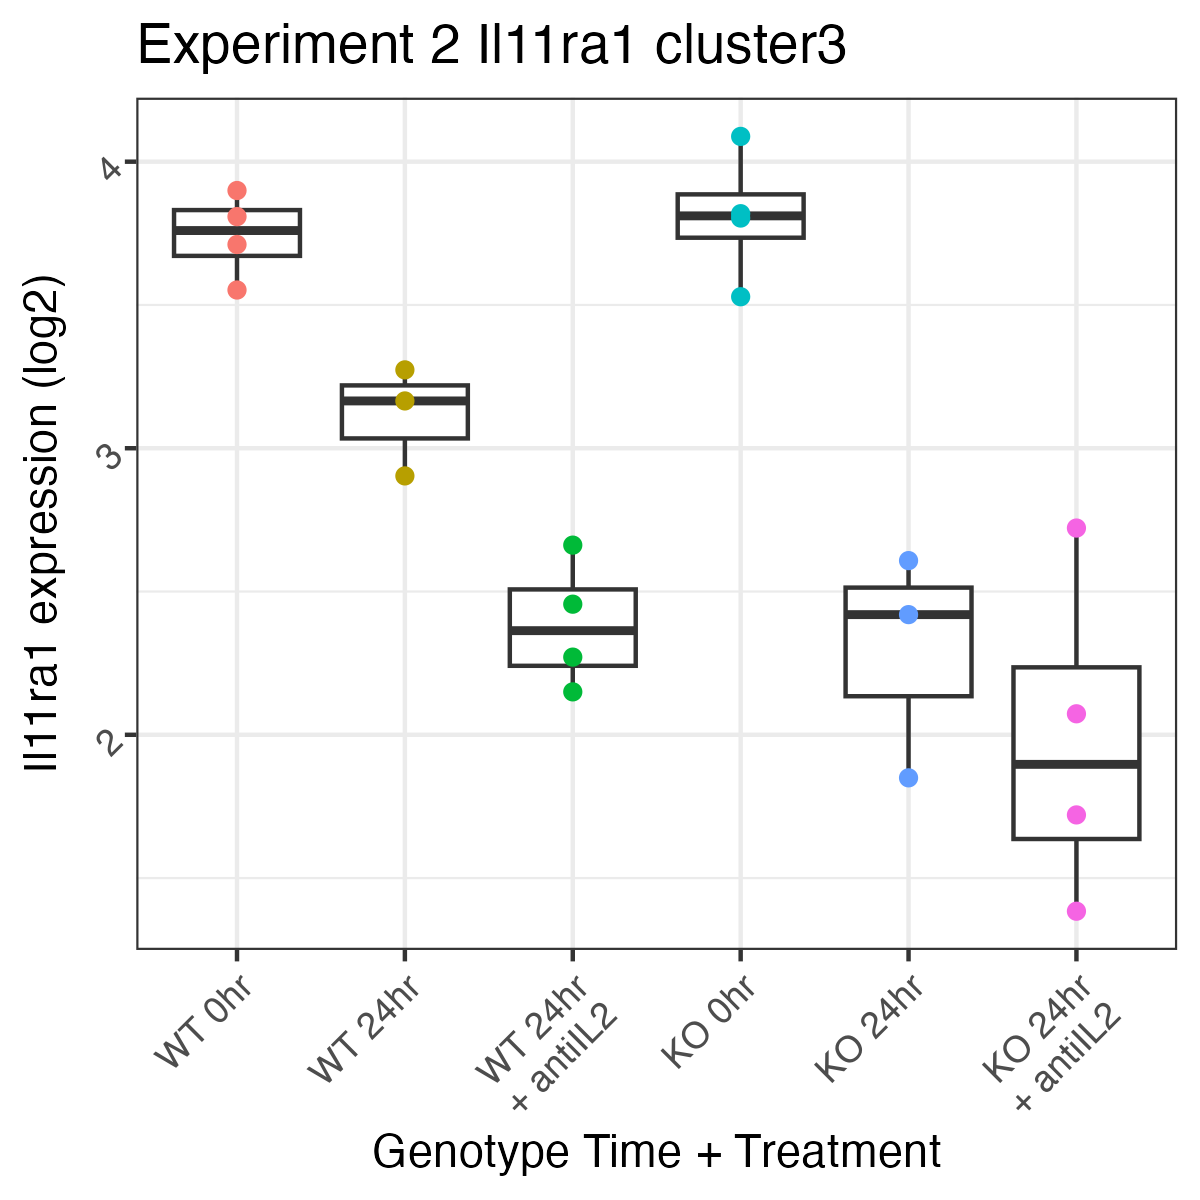 Experiment 2 Il11ra1 cluster3
Il11ra1 expression (log2)
4
3
2
WT 0hr
WT 24hr
WT 24hr
+ antiIL2
KO 0hr
KO 24hr
KO 24hr
+ antiIL2
Genotype Time + Treatment